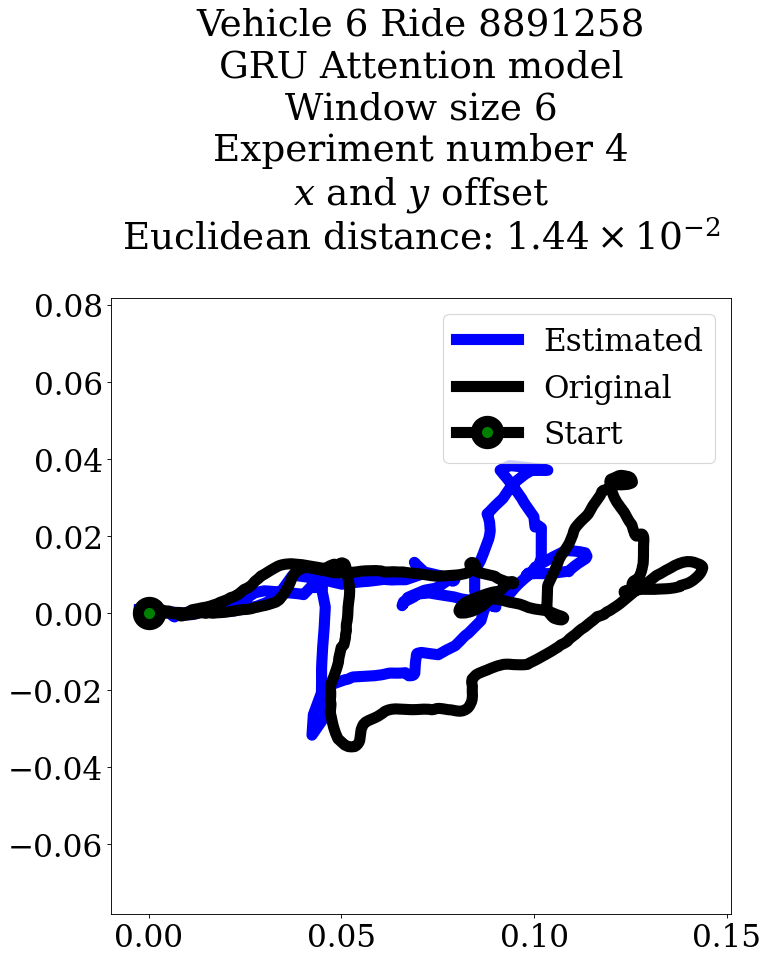 Vehicle 6 Ride 8891258
GRU Attention model
Window size 6
Experiment number 4
x and y offset
Euclidean distance: 1.44 × 10⁻²
0.08
0.06
0.04
0.02
0.00
−0.02
−0.04
−0.06
Estimated
Original
Start
0.00 0.05 0.10 0.15